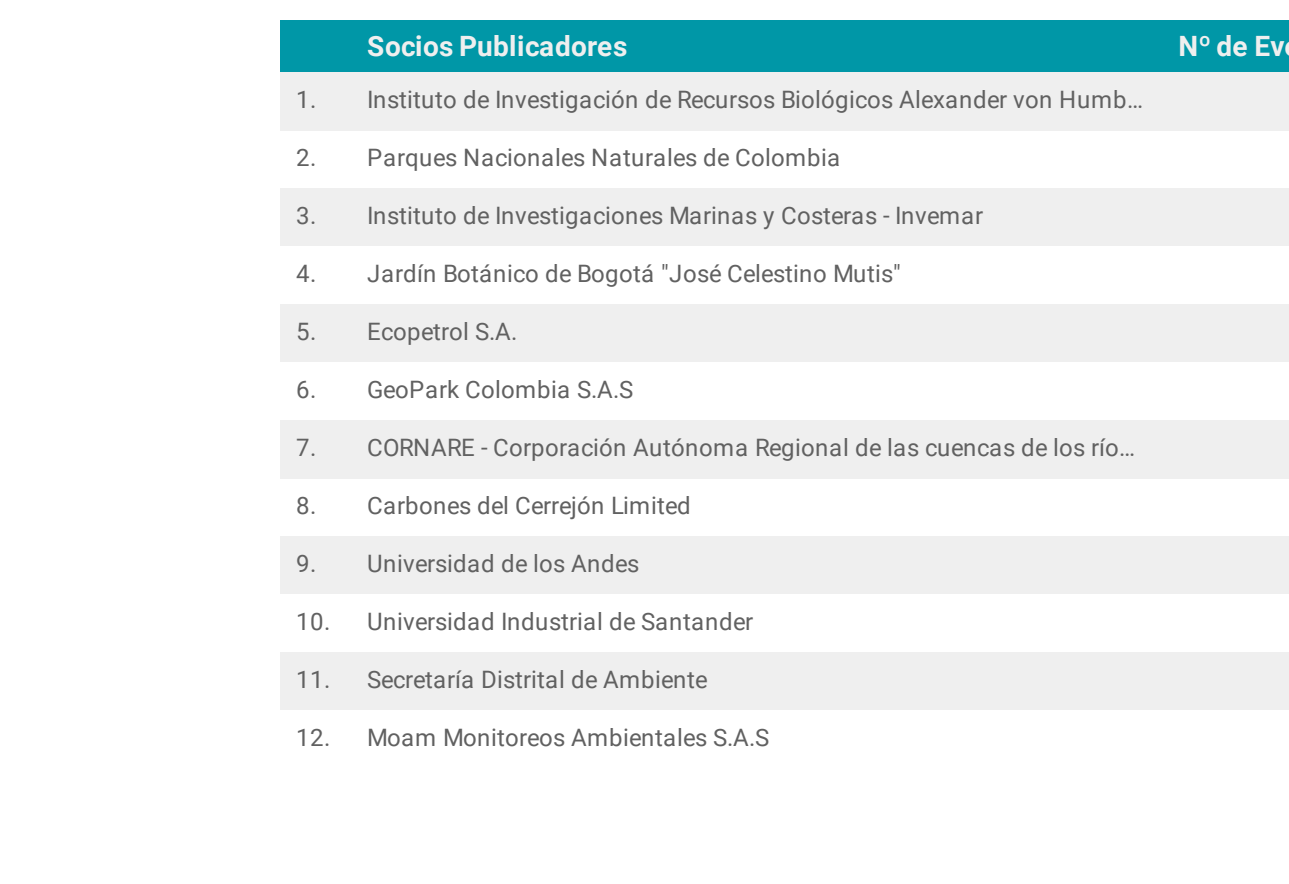 Socios Publicadores Nº de Eve
1. Instituto de Investigación de Recursos Biológicos Alexander von Humb…
2. Parques Nacionales Naturales de Colombia
3. Instituto de Investigaciones Marinas y Costeras - Invemar
4. Jardín Botánico de Bogotá "José Celestino Mutis"
5. Ecopetrol S.A.
6. GeoPark Colombia S.A.S
7. CORNARE - Corporación Autónoma Regional de las cuencas de los río…
8. Carbones del Cerrejón Limited
9. Universidad de los Andes
10. Universidad Industrial de Santander
11. Secretaría Distrital de Ambiente
12. Moam Monitoreos Ambientales S.A.S